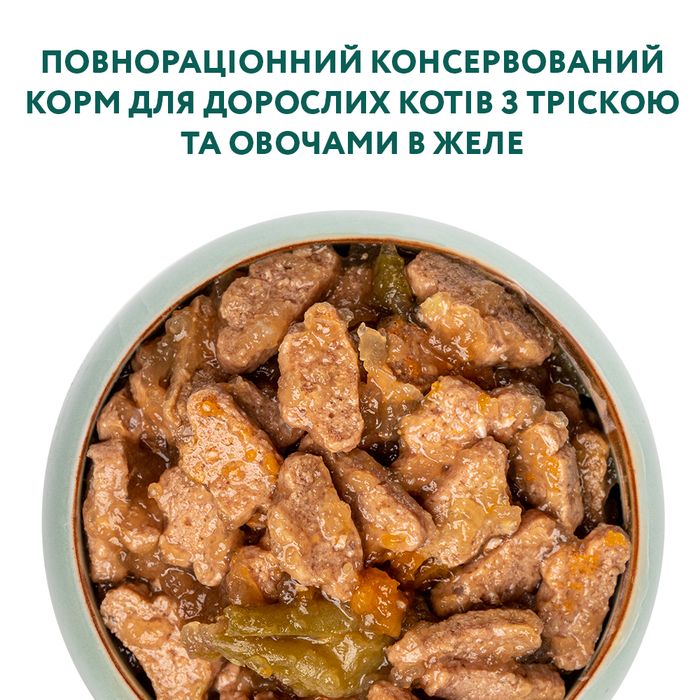 ПОВНОРАЦІОННИЙ КОНСЕРВОВАНИЙ
КОРМ ДЛЯ ДОРОСЛИХ КОТІВ З ТРІСКОЮ
ТА ОВОЧАМИ В ЖЕЛЕ